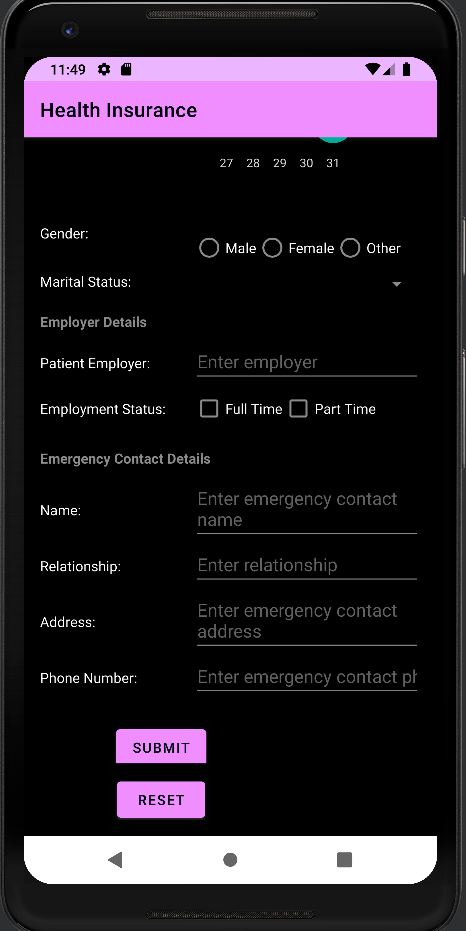 11:49
Health Insurance
27 28 29 30 31
Gender:
Male Female Other
Marital Status:
Employer Details
Patient Employer: Enter employer
Employment Status: Full Time Part Time
Emergency Contact Details
Name: Enter emergency contact
name
Relationship: Enter relationship
Address: Enter emergency contact
address
Phone Number: Enter emergency contact ph
SUBMIT
RESET